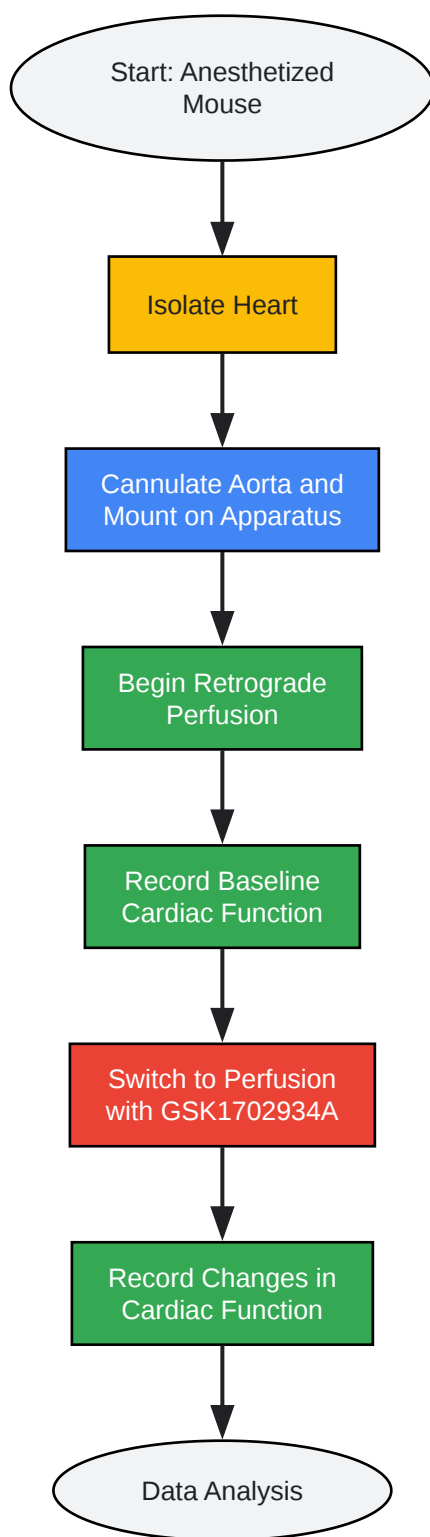 Start: Anesthetized
Mouse
Isolate Heart
Cannulate Aorta and
Mount on Apparatus
Begin Retrograde
Perfusion
Record Baseline
Cardiac Function
Switch to Perfusion
with GSK1702934A
Record Changes in
Cardiac Function
Data Analysis